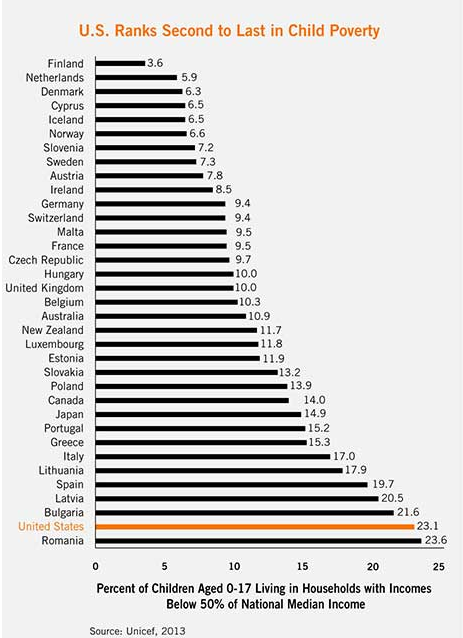 U.S. Ranks Second to Last in Child Poverty
Finland 3.6
Netherlands 5.9
Denmark 6.3
Cyprus 6.5
Iceland 6.5
Norway 6.6
Slovenia 7.2
Sweden 7.3
Austria 7.8
Ireland 8.5
Germany 9.4
Switzerland 9.4
Malta 9.5
France 9.5
Czech Republic 9.7
Hungary 10.0
United Kingdom 10.0
Belgium 10.3
Australia 10.9
New Zealand 11.7
Luxembourg 11.8
Estonia 11.9
Slovakia 13.2
Poland 13.9
Canada 14.0
Japan 14.9
Portugal 15.2
Greece 15.3
Italy 17.0
Lithuania 17.9
Spain 19.7
Latvia 20.5
Bulgaria 21.6
United States 23.1
Romania 23.6
0 5 10 15 20 25
Percent of Children Aged 0-17 Living in Households with Incomes
Below 50% of National Median Income
Source: Unicef, 2013